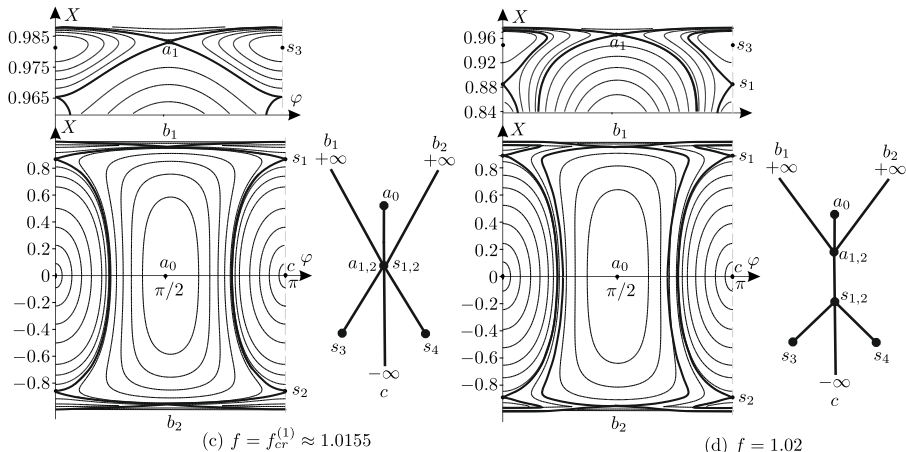 X
0.985
0.975
0.965
a₁
s₃
φ
X
b₁
0.8
0.6
0.4
0.2
0
−0.2
−0.4
−0.6
−0.8
s₁
a₀
π/2
c
φ
π
s₂
b₂
b₁
+∞
b₂
+∞
a₀
a₁,₂
s₁,₂
s₃
s₄
−∞
c
(c) f = f_cr^(1) ≈ 1.0155
X
0.96
0.92
0.88
0.84
a₁
s₃
s₁
φ
X
b₁
0.8
0.6
0.4
0.2
0
−0.2
−0.4
−0.6
−0.8
s₁
a₀
π/2
c
φ
π
s₂
b₂
b₁
+∞
b₂
+∞
a₀
a₁,₂
s₁,₂
s₃
s₄
−∞
c
(d) f = 1.02